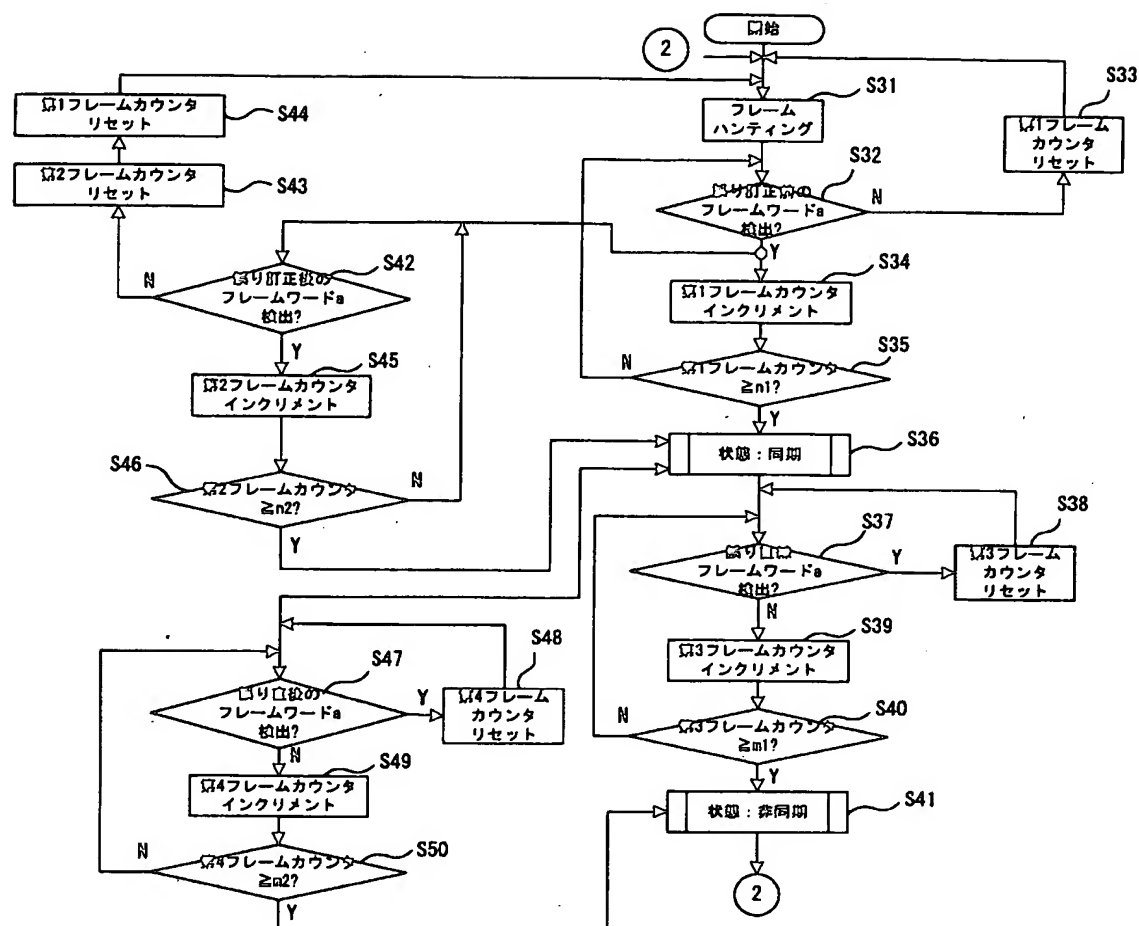 開始
2
S31
フレーム
ハンティング
S33
第1フレーム
カウンタ
リセット
S44
第1フレームカウンタ
リセット
S43
第2フレームカウンタ
リセット
S32
誤り訂正前の
フレームワードa
検出?
N
Y
S42
誤り訂正後の
フレームワードa
検出?
N
Y
S34
第1フレームカウンタ
インクリメント
S35
第1フレームカウンタ
≧n1?
N
Y
S45
第2フレームカウンタ
インクリメント
S46
第2フレームカウンタ
≧n2?
N
Y
S36
状態:同期
S37
誤り
フレームワードa
検出?
Y
N
S38
第3フレーム
カウンタ
リセット
S39
第3フレームカウンタ
インクリメント
S40
第3フレームカウンタ
≧m1?
N
Y
S41
状態:非同期
2
S47
誤り
フレームワードa
検出?
Y
N
S48
第4フレーム
カウンタ
リセット
S49
第4フレームカウンタ
インクリメント
S50
第4フレームカウンタ
≧m2?
N
Y